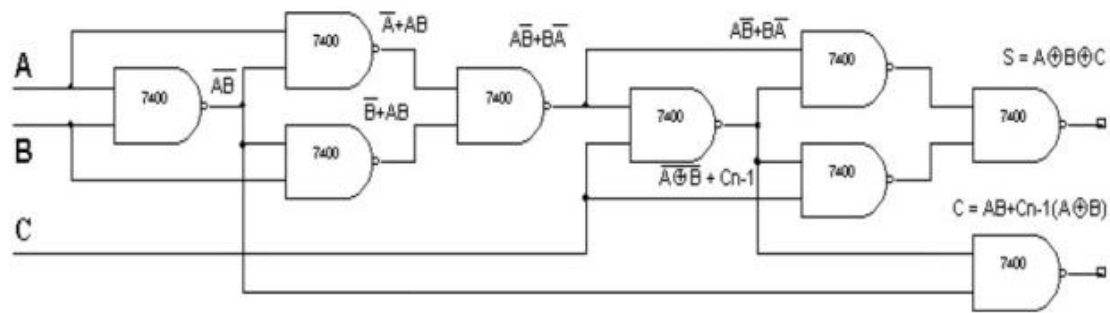 A̅+AB
7400
A
7400
A̅B̅
B̅+AB
7400
B
C
AB̅+BA̅
7400
AB̅+BA̅
7400
A̅⊕B̅ + Cn-1
7400
7400
S = A⊕B⊕C
7400
C = AB+Cn-1(A⊕B)
7400